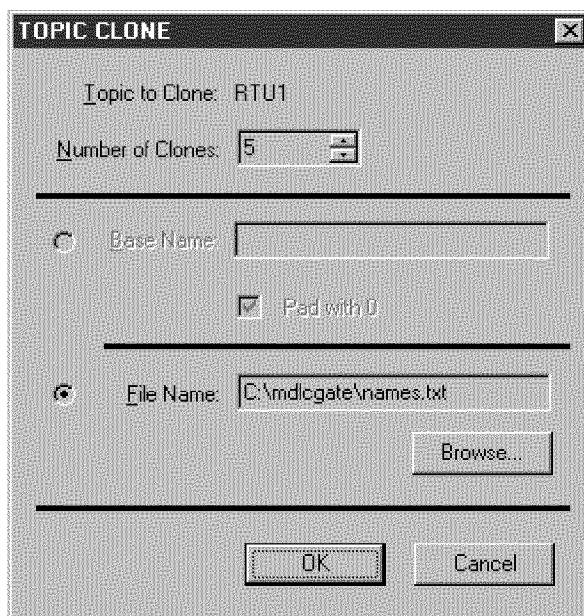 TOPIC CLONE
Topic to Clone: RTU1
Number of Clones: 5
Base Name:
Pad with 0
File Name: C:\mdlcgate\names.txt
Browse...
OK Cancel